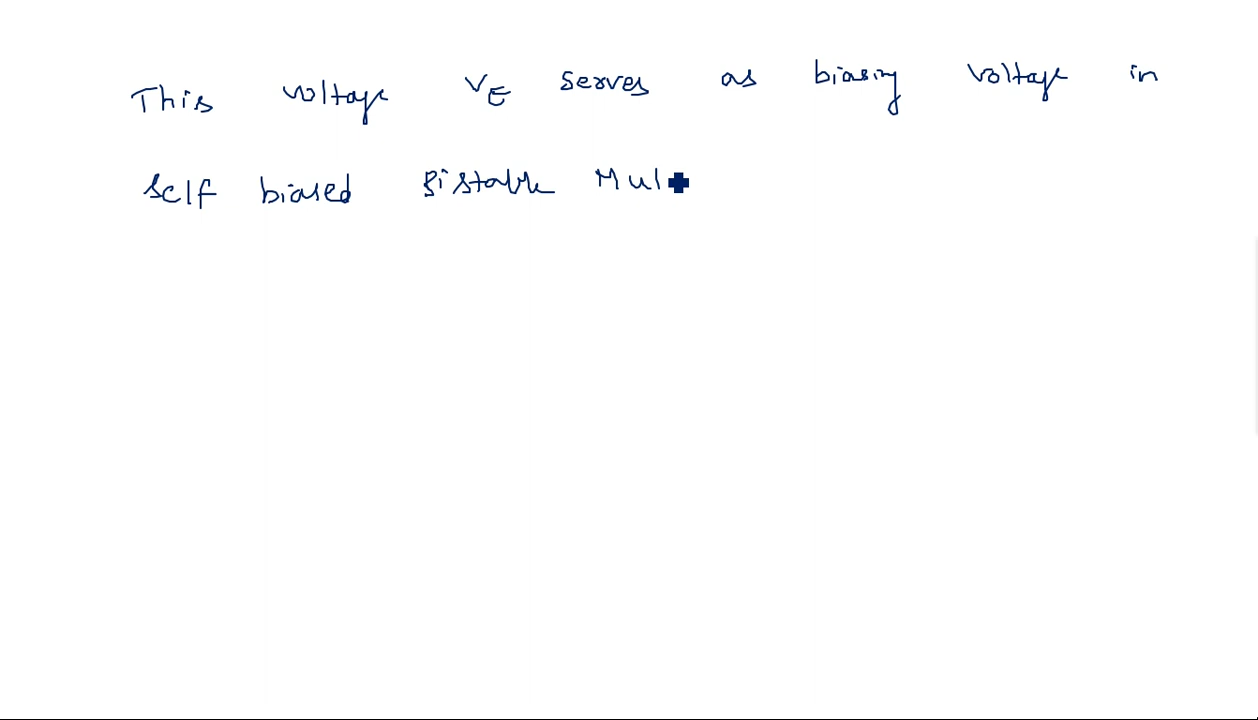 This voltage VE serves as biasing voltage in
self biased Bistable Mul